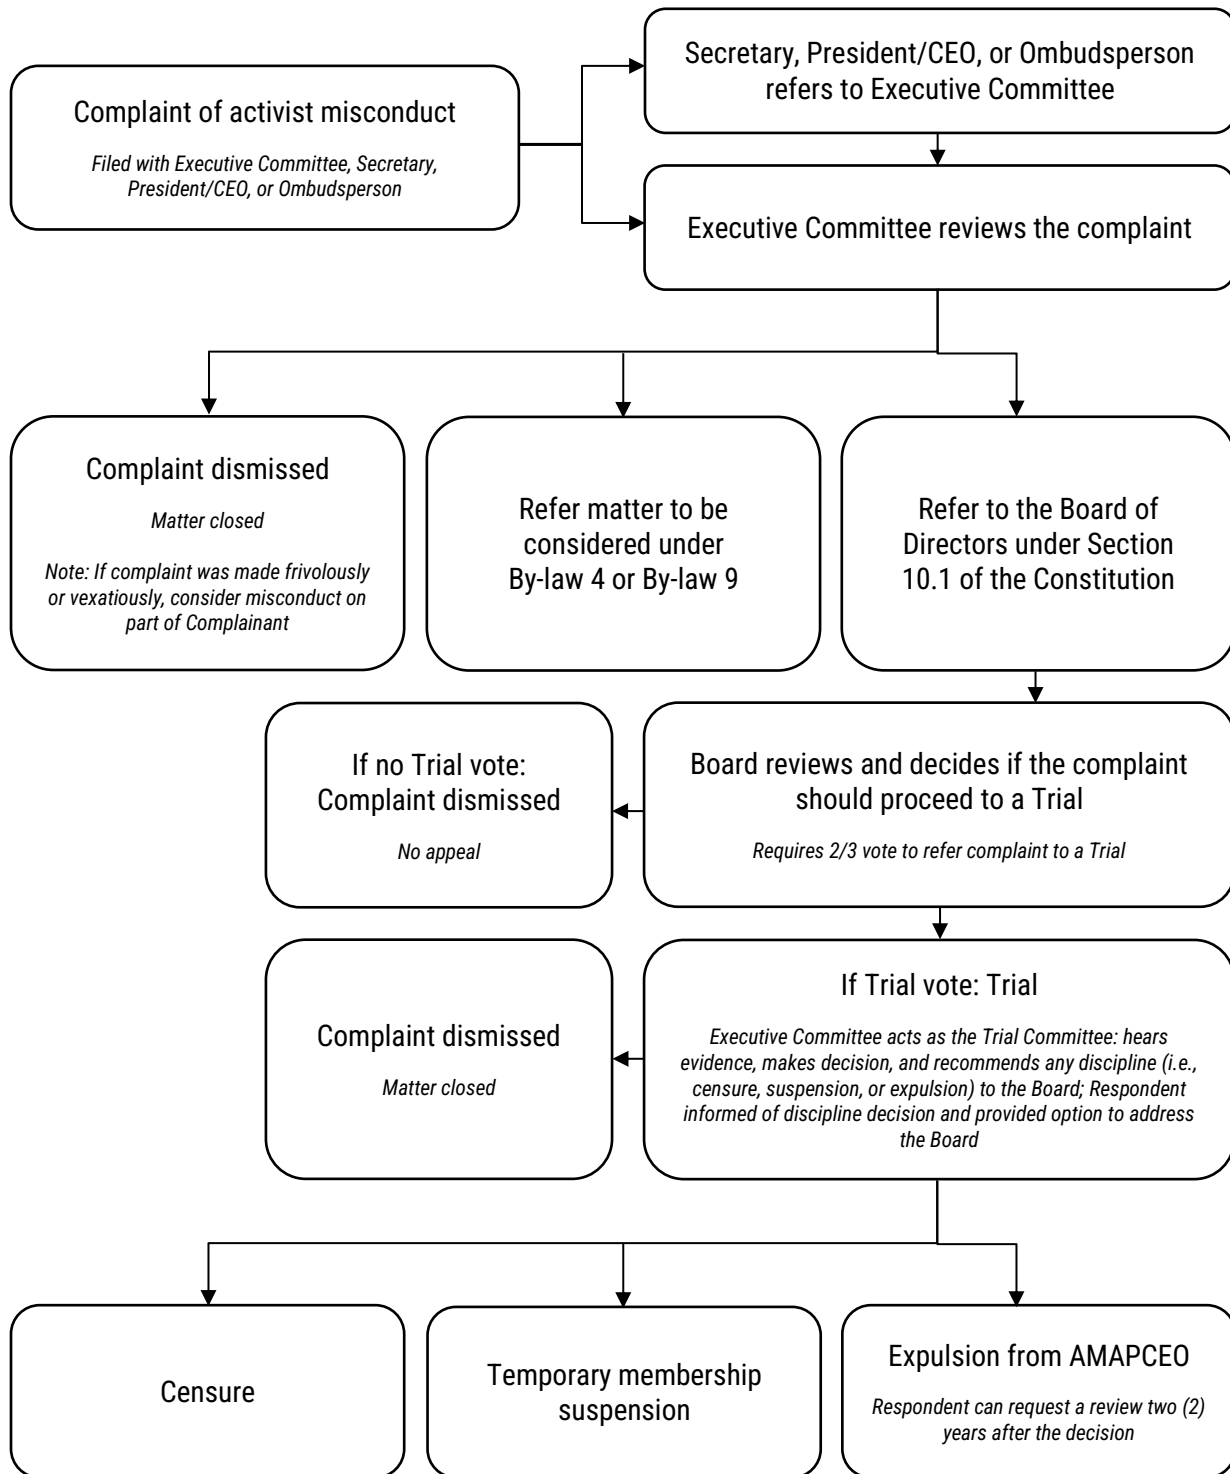 Secretary, President/CEO, or Ombudsperson
refers to Executive Committee
Complaint of activist misconduct
Filed with Executive Committee, Secretary,
President/CEO, or Ombudsperson
Executive Committee reviews the complaint
Complaint dismissed
Matter closed
Note: If complaint was made frivolously
or vexatiously, consider misconduct on
part of Complainant
Refer matter to be
considered under
By-law 4 or By-law 9
Refer to the Board of
Directors under Section
10.1 of the Constitution
If no Trial vote:
Complaint dismissed
No appeal
Board reviews and decides if the complaint
should proceed to a Trial
Requires 2/3 vote to refer complaint to a Trial
Complaint dismissed
Matter closed
If Trial vote: Trial
Executive Committee acts as the Trial Committee: hears
evidence, makes decision, and recommends any discipline (i.e.,
censure, suspension, or expulsion) to the Board; Respondent
informed of discipline decision and provided option to address
the Board
Censure
Temporary membership
suspension
Expulsion from AMAPCEO
Respondent can request a review two (2)
years after the decision